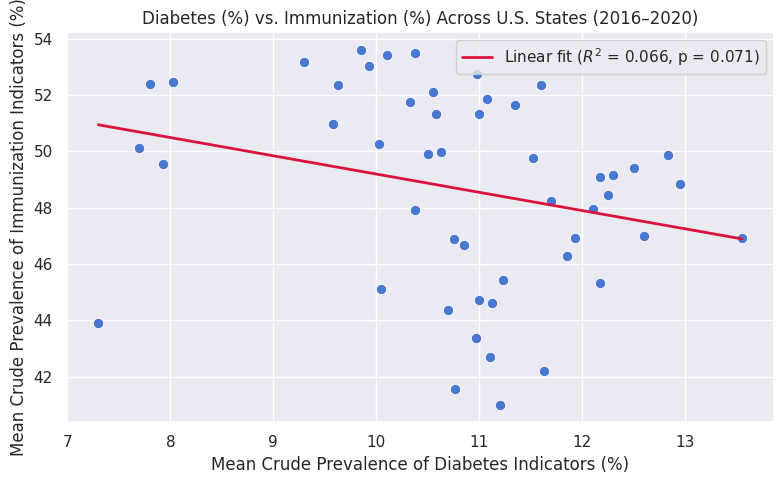 Diabetes (%) vs. Immunization (%) Across U.S. States (2016–2020)
Linear fit (R² = 0.066, p = 0.071)
Mean Crude Prevalence of Immunization Indicators (%)
54
52
50
48
46
44
42
7 8 9 10 11 12 13
Mean Crude Prevalence of Diabetes Indicators (%)